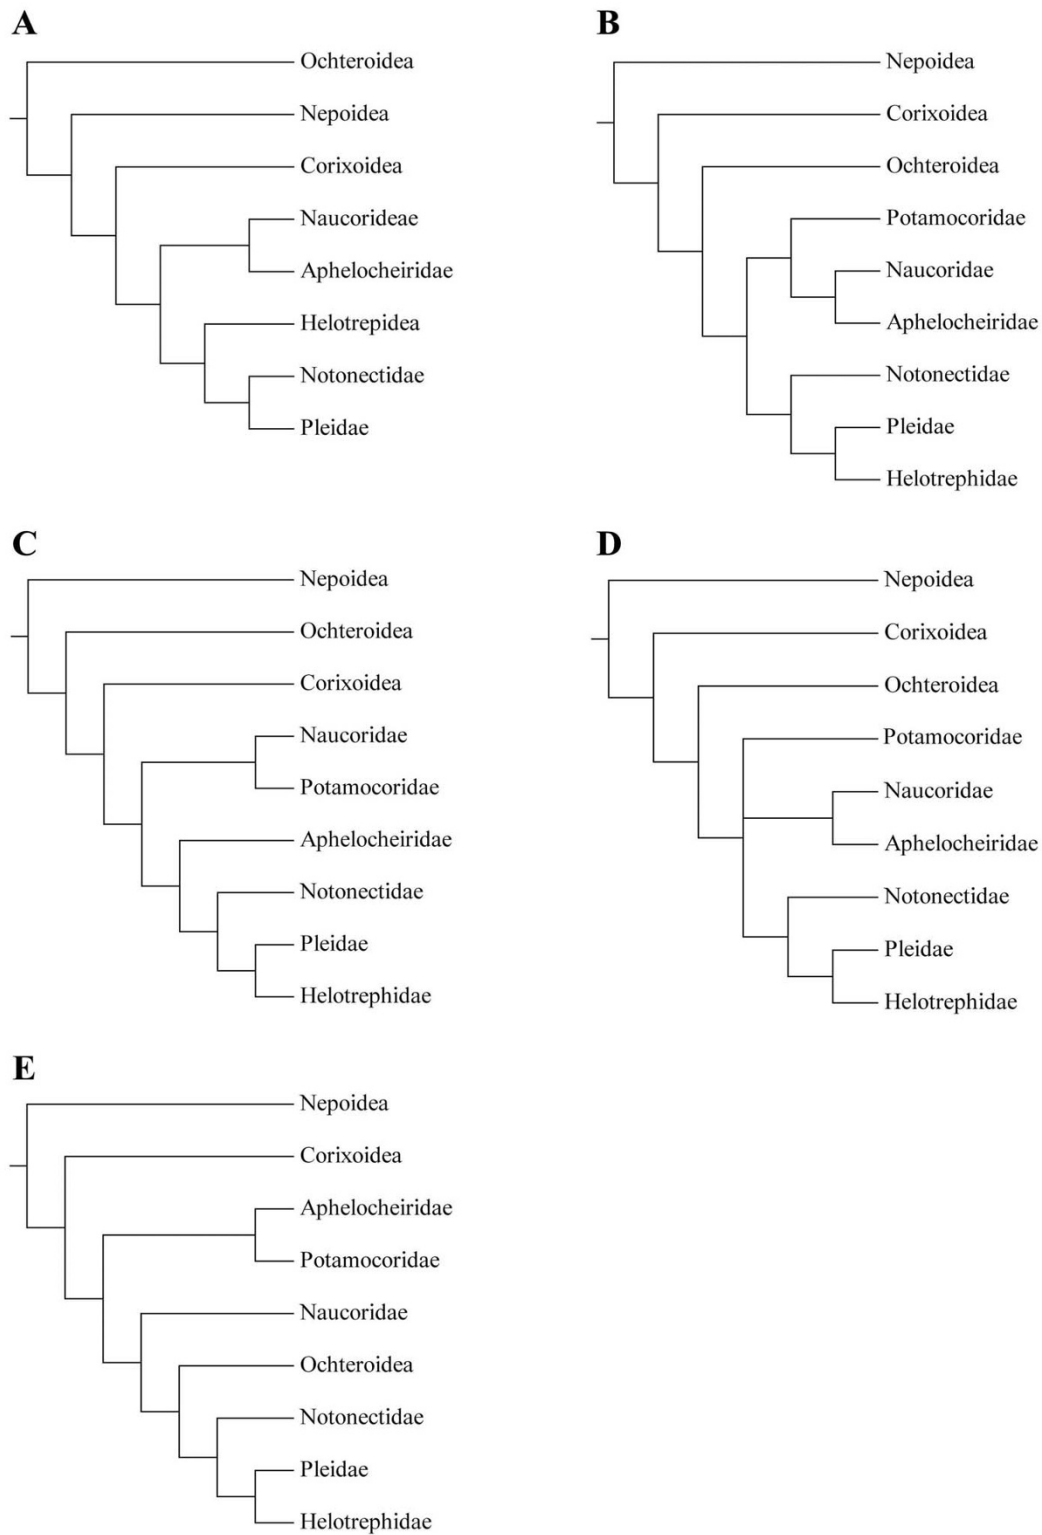 A
Ochteroidea
Nepoidea
Corixoidea
Naucorideae
Aphelocheiridae
Helotrepidea
Notonectidae
Pleidae
B
Nepoidea
Corixoidea
Ochteroidea
Potamocoridae
Naucoridae
Aphelocheiridae
Notonectidae
Pleidae
Helotrephidae
C
Nepoidea
Ochteroidea
Corixoidea
Naucoridae
Potamocoridae
Aphelocheiridae
Notonectidae
Pleidae
Helotrephidae
D
Nepoidea
Corixoidea
Ochteroidea
Potamocoridae
Naucoridae
Aphelocheiridae
Notonectidae
Pleidae
Helotrephidae
E
Nepoidea
Corixoidea
Aphelocheiridae
Potamocoridae
Naucoridae
Ochteroidea
Notonectidae
Pleidae
Helotrephidae